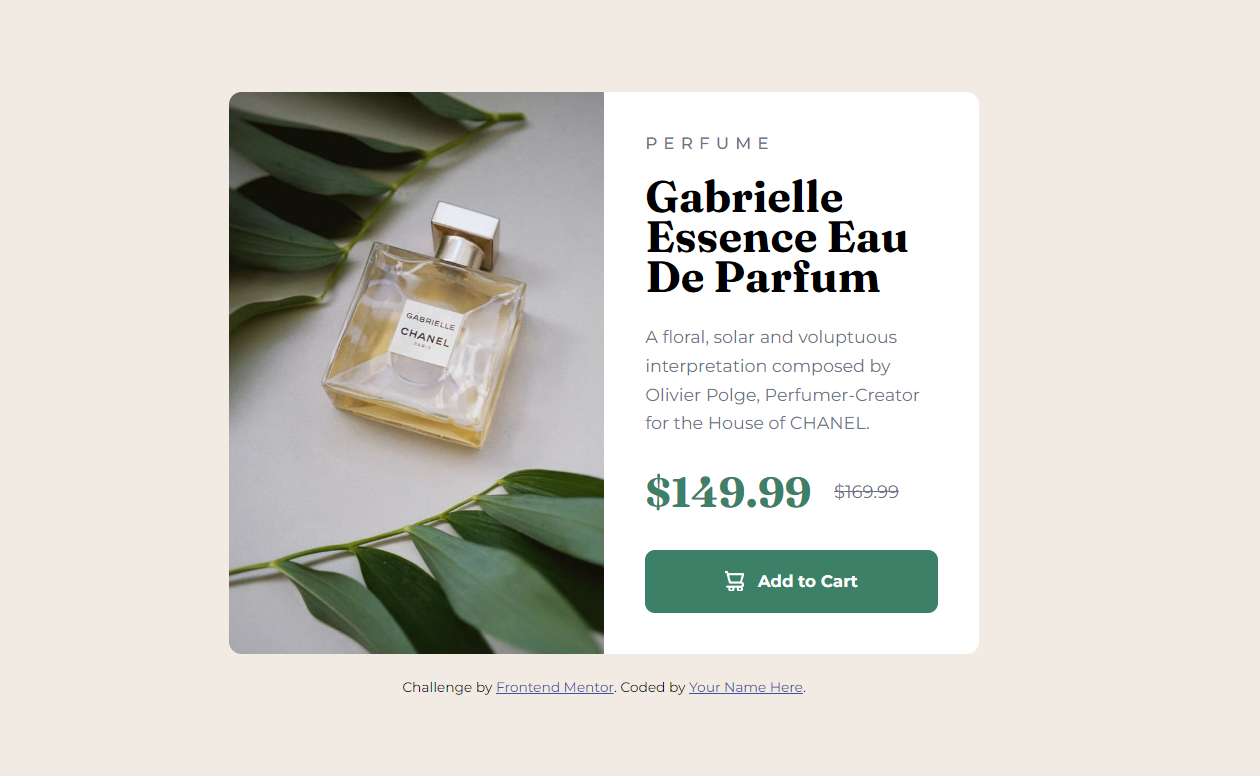 GABRIELLE
CHANEL
PARIS
PERFUME
Gabrielle
Essence Eau
De Parfum
A floral, solar and voluptuous
interpretation composed by
Olivier Polge, Perfumer-Creator
for the House of CHANEL.
$149.99 $169.99
Add to Cart
Challenge by Frontend Mentor. Coded by Your Name Here.